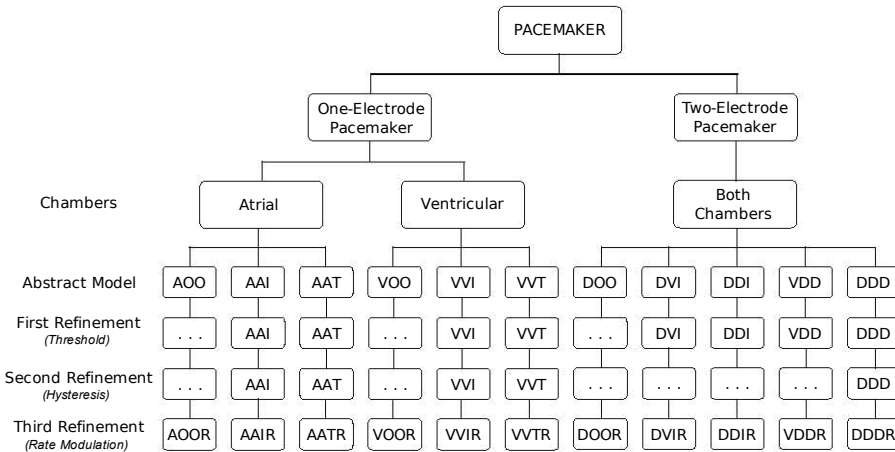 PACEMAKER
One-Electrode
Pacemaker
Two-Electrode
Pacemaker
Chambers
Atrial
Ventricular
Both
Chambers
Abstract Model AOO AAI AAT VOO VVI VVT DOO DVI DDI VDD DDD
First Refinement
(Threshold)
. . . AAI AAT . . . VVI VVT . . . DVI DDI VDD DDD
Second Refinement
(Hysteresis)
. . . AAI AAT . . . VVI VVT . . . . . . . . . . . . DDD
Third Refinement
(Rate Modulation)
AOOR AAIR AATR VOOR VVIR VVTR DOOR DVIR DDIR VDDR DDDR